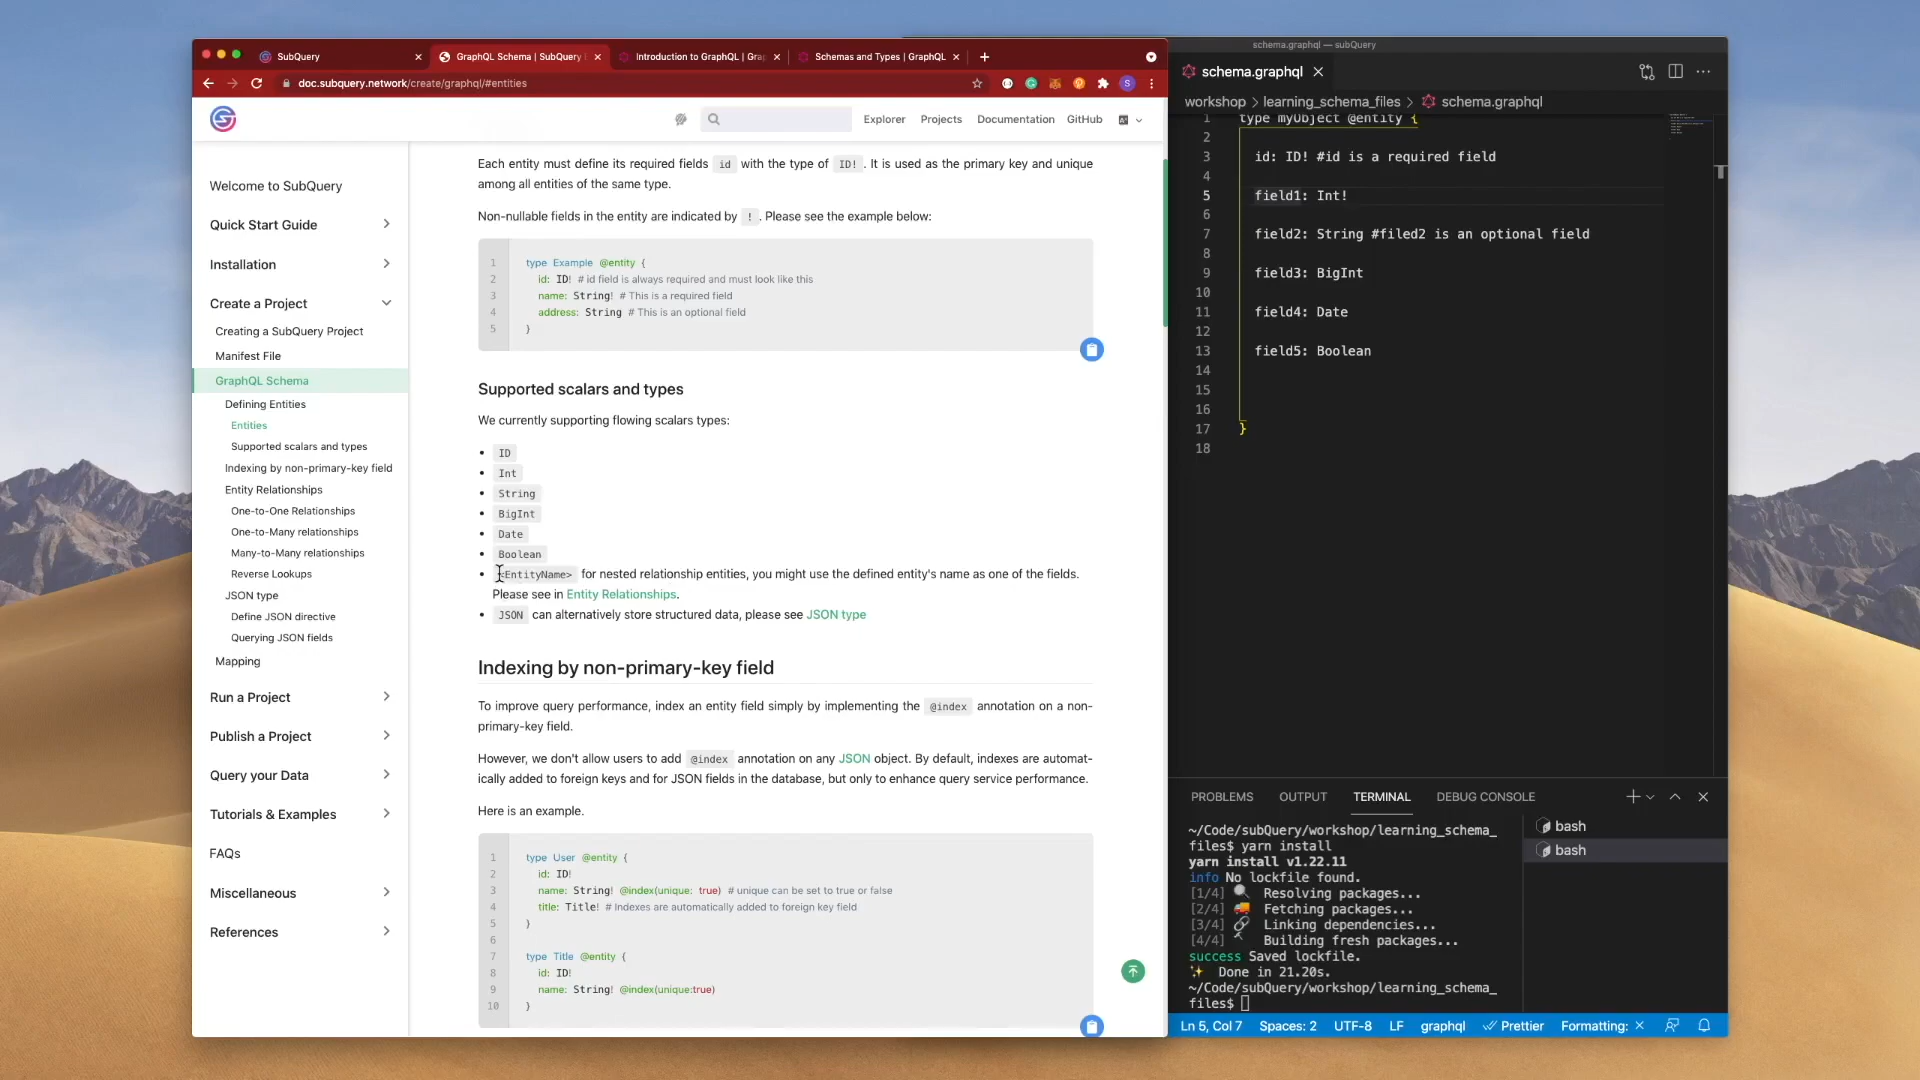 SubQuery
GraphQL Schema | SubQuery
Introduction to GraphQL | Gra
Schemas and Types | GraphQL
doc.subquery.network/create/graphql/#entities
S
Explorer
Projects
Documentation
GitHub
Welcome to SubQuery
Quick Start Guide
Installation
Create a Project
Creating a SubQuery Project
Manifest File
GraphQL Schema
Defining Entities
Entities
Supported scalars and types
Indexing by non-primary-key field
Entity Relationships
One-to-One Relationships
One-to-Many relationships
Many-to-Many relationships
Reverse Lookups
JSON type
Define JSON directive
Querying JSON fields
Mapping
Run a Project
Publish a Project
Query your Data
Tutorials & Examples
FAQs
Miscellaneous
References
Each entity must define its required fields id with the type of ID! . It is used as the primary key and unique
among all entities of the same type.
Non-nullable fields in the entity are indicated by ! . Please see the example below:
1 type Example @entity {
2 id: ID! # id field is always required and must look like this
3 name: String! # This is a required field
4 address: String # This is an optional field
5 }
Supported scalars and types
We currently supporting flowing scalars types:
• ID
• Int
• String
• BigInt
• Date
• Boolean
• <EntityName> for nested relationship entities, you might use the defined entity's name as one of the fields.
Please see in Entity Relationships.
• JSON can alternatively store structured data, please see JSON type
Indexing by non-primary-key field
To improve query performance, index an entity field simply by implementing the @index annotation on a non-
primary-key field.
However, we don't allow users to add @index annotation on any JSON object. By default, indexes are automat-
ically added to foreign keys and for JSON fields in the database, but only to enhance query service performance.
Here is an example.
1 type User @entity {
2 id: ID!
3 name: String! @index(unique: true) # unique can be set to true or false
4 title: Title! # Indexes are automatically added to foreign key field
5 }
6
7 type Title @entity {
8 id: ID!
9 name: String! @index(unique:true)
10 }
schema.graphql — subQuery
schema.graphql
workshop > learning_schema_files > schema.graphql
1 type myObject @entity {
2
3 id: ID! #id is a required field
4
5 field1: Int!
6
7 field2: String #filed2 is an optional field
8
9 field3: BigInt
10
11 field4: Date
12
13 field5: Boolean
14
15
16
17 }
18
PROBLEMS
OUTPUT
TERMINAL
DEBUG CONSOLE
~/Code/subQuery/workshop/learning_schema_
files$ yarn install
yarn install v1.22.11
info No lockfile found.
[1/4] Resolving packages...
[2/4] Fetching packages...
[3/4] Linking dependencies...
[4/4] Building fresh packages...
success Saved lockfile.
Done in 21.20s.
~/Code/subQuery/workshop/learning_schema_
files$
bash
bash
Ln 5, Col 7
Spaces: 2
UTF-8
LF
graphql
Prettier
Formatting: ×